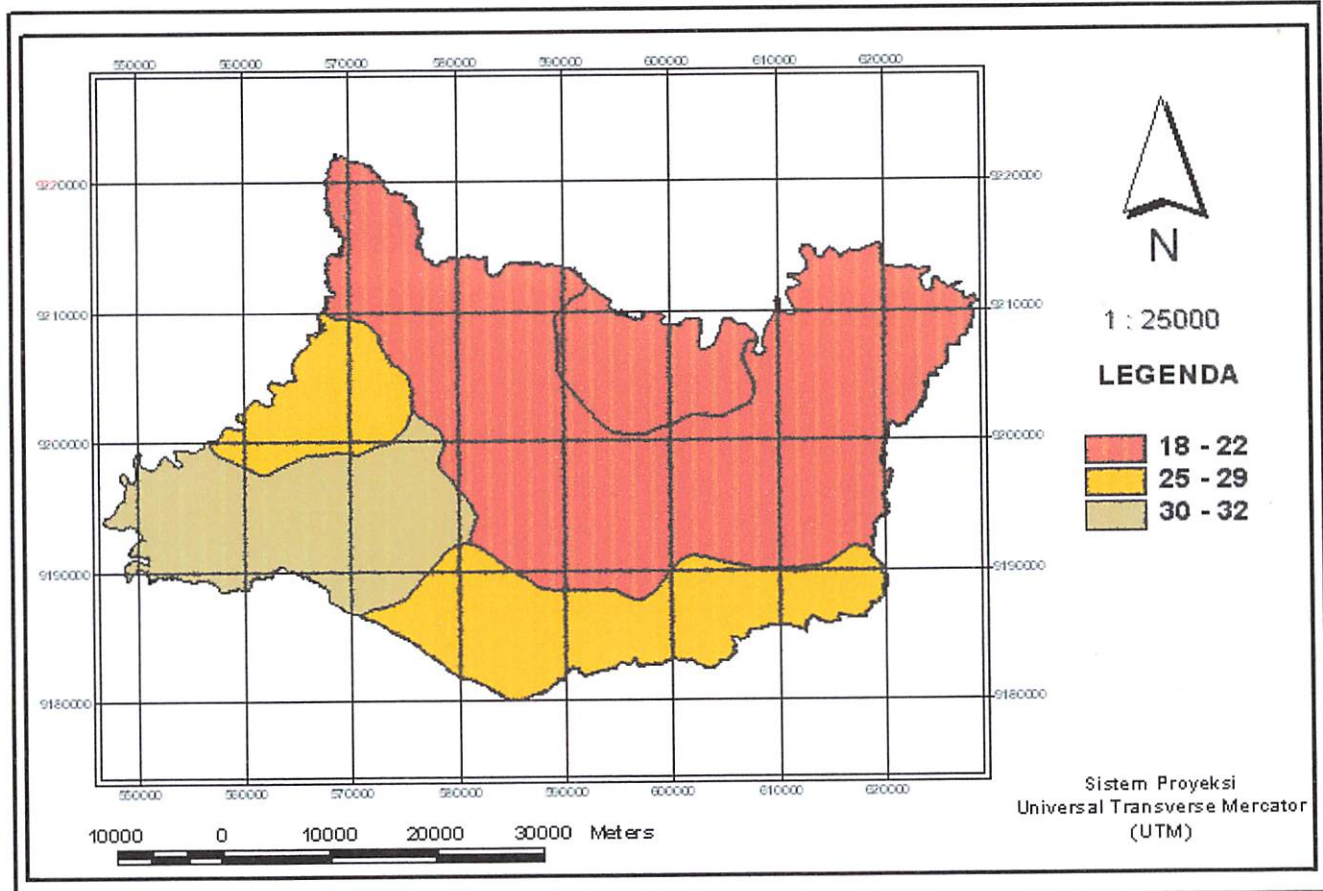 550000 560000 570000 580000 590000 600000 610000 620000
9220000 9220000
N
9210000 9210000
1 : 25000
LEGENDA
9200000 9200000
18 - 22
25 - 29
30 - 32
9190000 9190000
9180000 9180000
550000 560000 570000 580000 590000 600000 610000 620000
Sistem Proyeksi
Universal Transverse Mercator
(UTM)
10000 0 10000 20000 30000 Meters